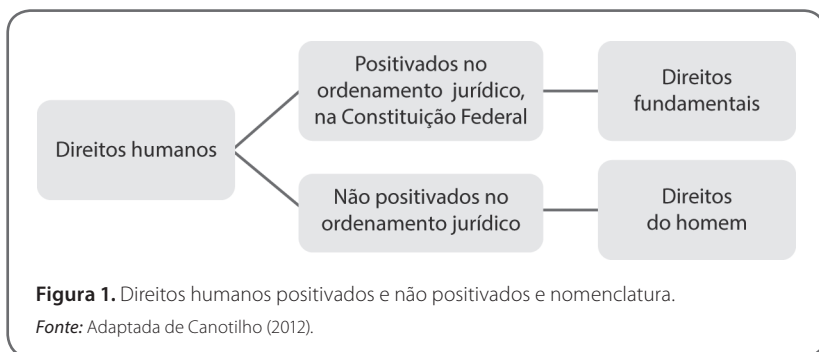 Direitos humanos
Positivados no
ordenamento jurídico,
na Constituição Federal
Direitos
fundamentais
Não positivados no
ordenamento jurídico
Direitos
do homem
Figura 1. Direitos humanos positivados e não positivados e nomenclatura.
Fonte: Adaptada de Canotilho (2012).